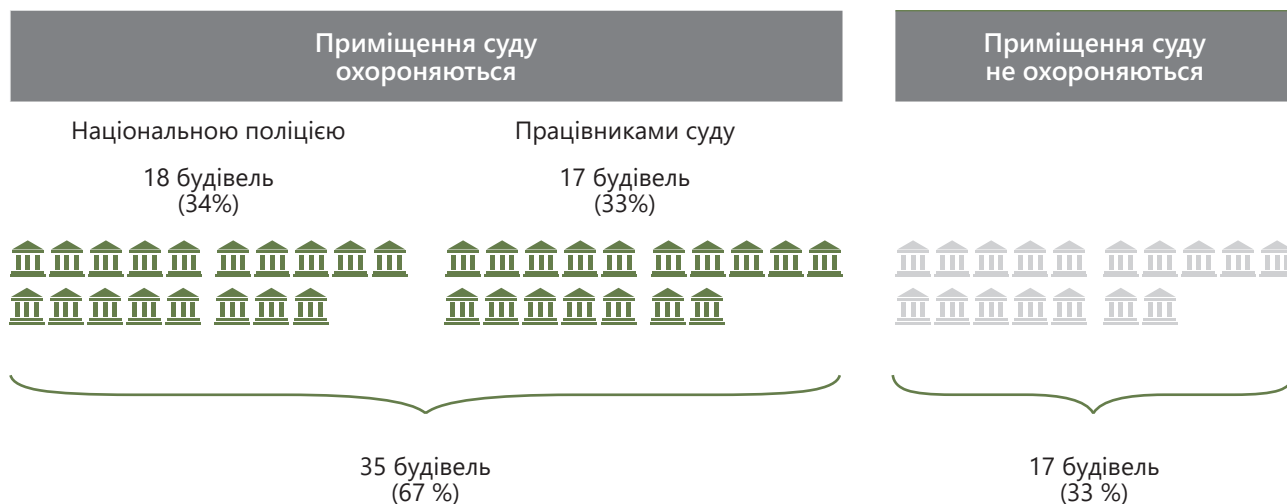 Приміщення суду
охороняються
Приміщення суду
не охороняються
Національною поліцією
Працівниками суду
18 будівель
(34%)
17 будівель
(33%)
35 будівель
(67 %)
17 будівель
(33 %)